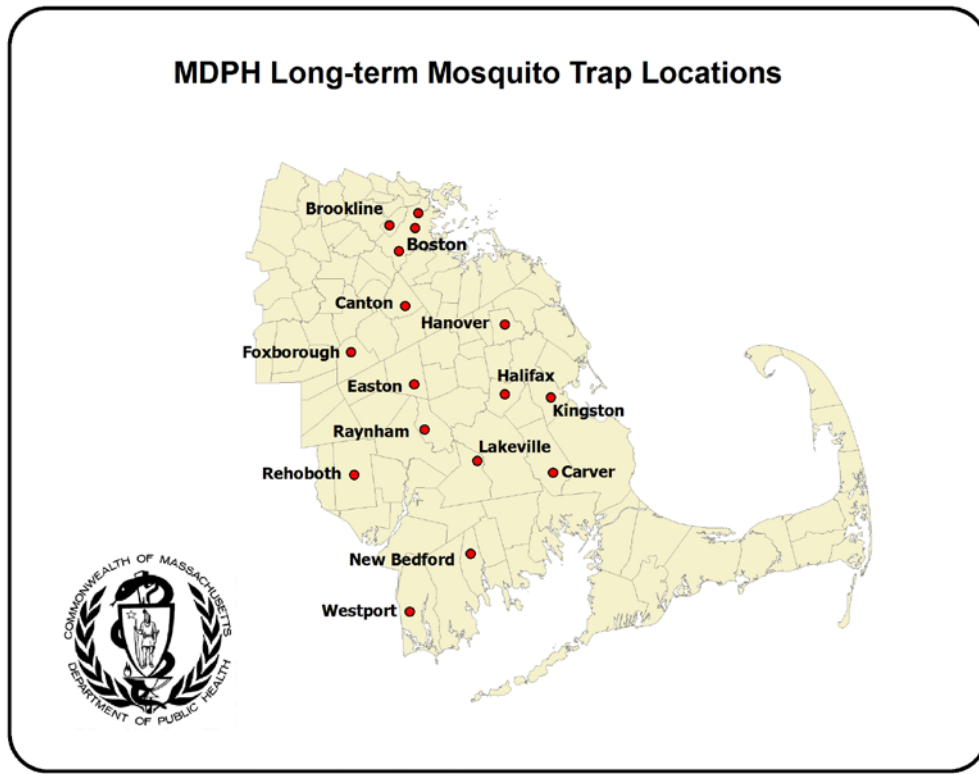 MDPH Long-term Mosquito Trap Locations
Brookline
Boston
Canton
Hanover
Foxborough
Halifax
Easton
Kingston
Raynham
Lakeville
Rehoboth
Carver
New Bedford
Westport
COMMONWEALTH OF MASSACHUSETTS
DEPARTMENT OF PUBLIC HEALTH